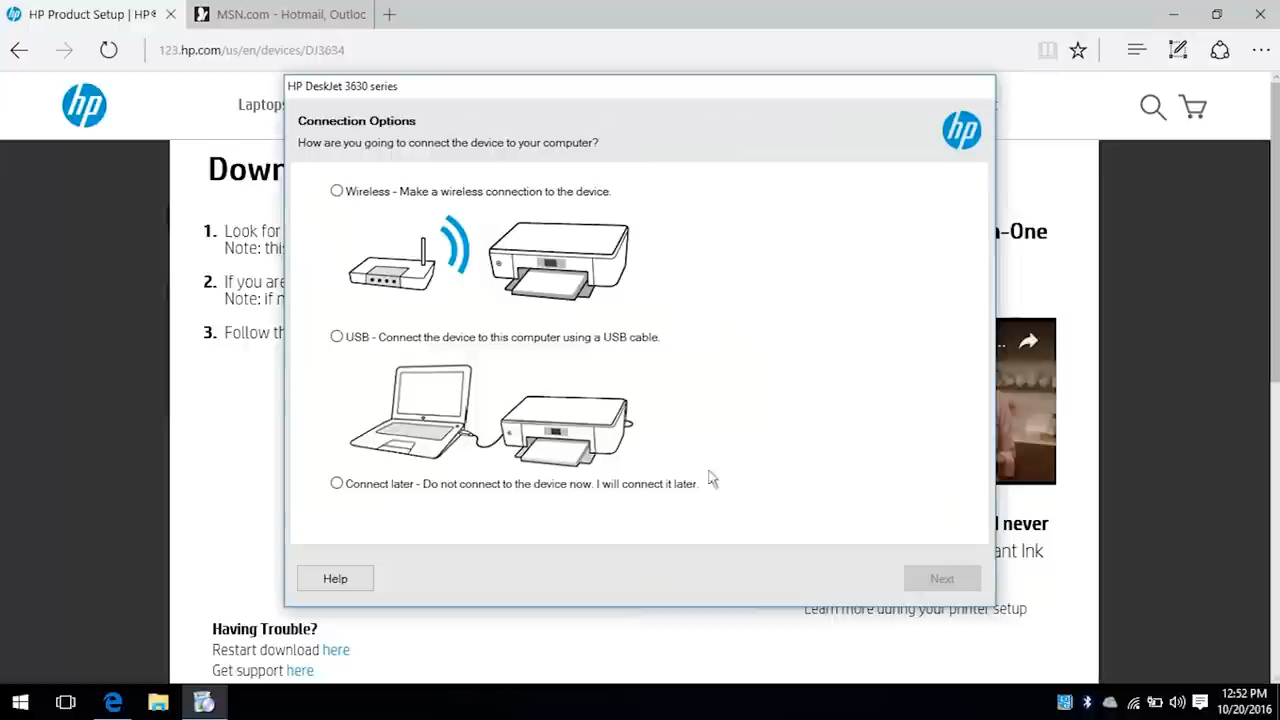 HP Product Setup | HP®
MSN.com - Hotmail, Outloc
123.hp.com/us/en/devices/DJ3634
HP DeskJet 3630 series
hp
Laptops
Connection Options
How are you going to connect the device to your computer?
hp
Down
Wireless - Make a wireless connection to the device.
1. Look for
Note: this
n-One
2. If you are
Note: if n
3. Follow th
USB - Connect the device to this computer using a USB cable.
Connect later - Do not connect to the device now. I will connect it later.
never
ant Ink
Help
Next
Learn more during your printer setup
Having Trouble?
Restart download here
Get support here
12:52 PM
10/20/2016